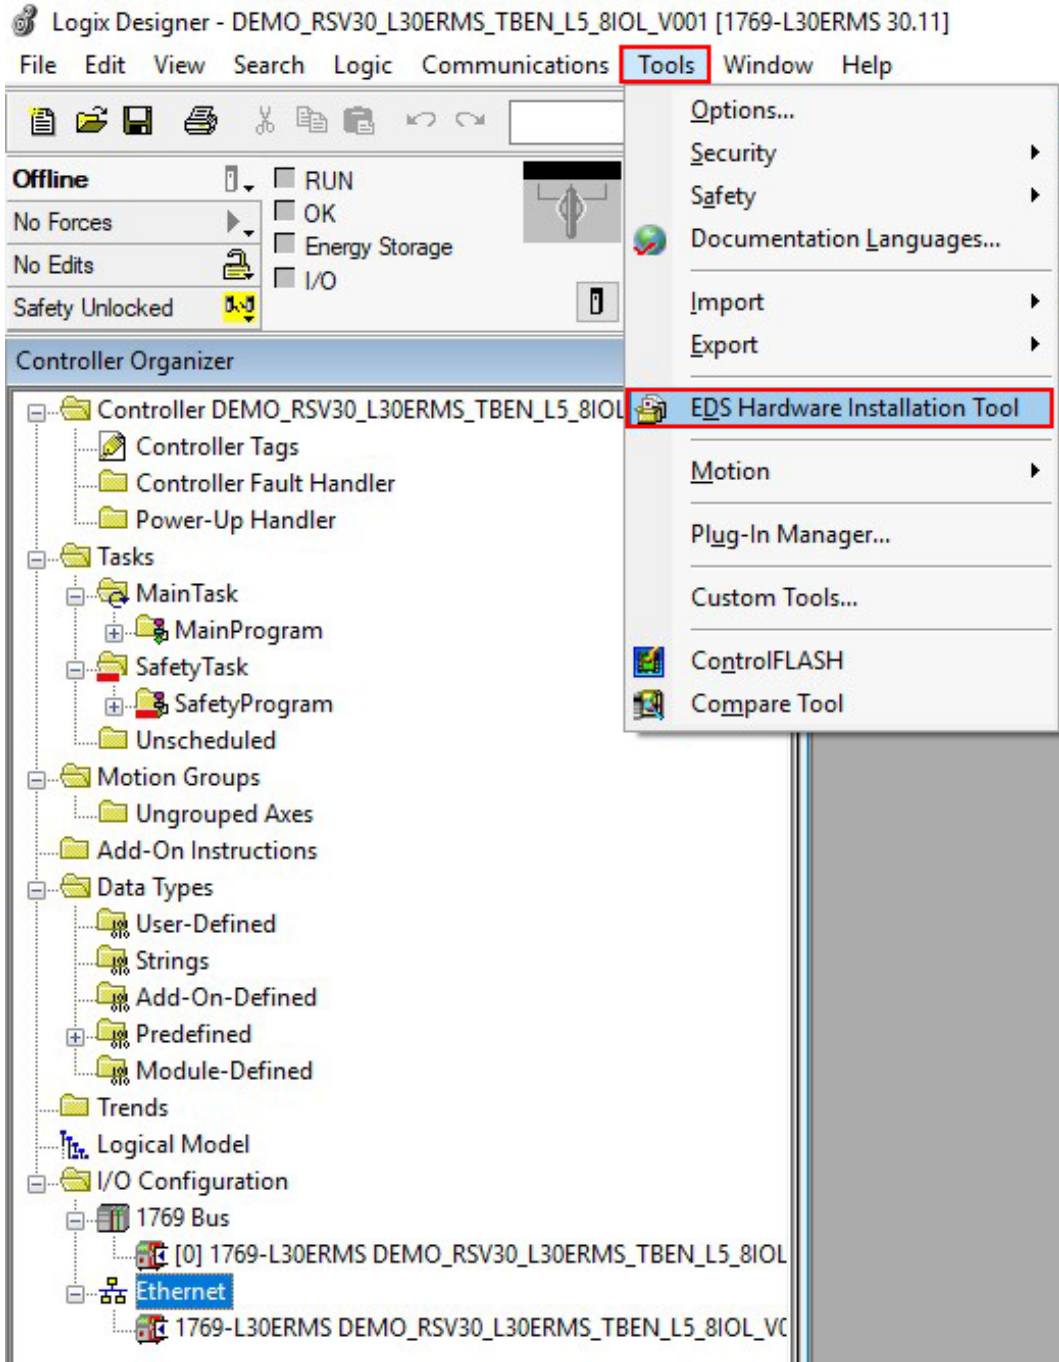 Logix Designer - DEMO_RSV30_L30ERMS_TBEN_L5_8IOL_V001 [1769-L30ERMS 30.11]
File Edit View Search Logic Communications Tools Window Help
Offline
RUN
No Forces
OK
No Edits
Energy Storage
I/O
Safety Unlocked
Options...
Security
Safety
Documentation Languages...
Import
Export
EDS Hardware Installation Tool
Motion
Plug-In Manager...
Custom Tools...
ControlFLASH
Compare Tool
Controller Organizer
Controller DEMO_RSV30_L30ERMS_TBEN_L5_8IOL
Controller Tags
Controller Fault Handler
Power-Up Handler
Tasks
MainTask
MainProgram
SafetyTask
SafetyProgram
Unscheduled
Motion Groups
Ungrouped Axes
Add-On Instructions
Data Types
User-Defined
Strings
Add-On-Defined
Predefined
Module-Defined
Trends
Logical Model
I/O Configuration
1769 Bus
[0] 1769-L30ERMS DEMO_RSV30_L30ERMS_TBEN_L5_8IOL
Ethernet
1769-L30ERMS DEMO_RSV30_L30ERMS_TBEN_L5_8IOL_V0